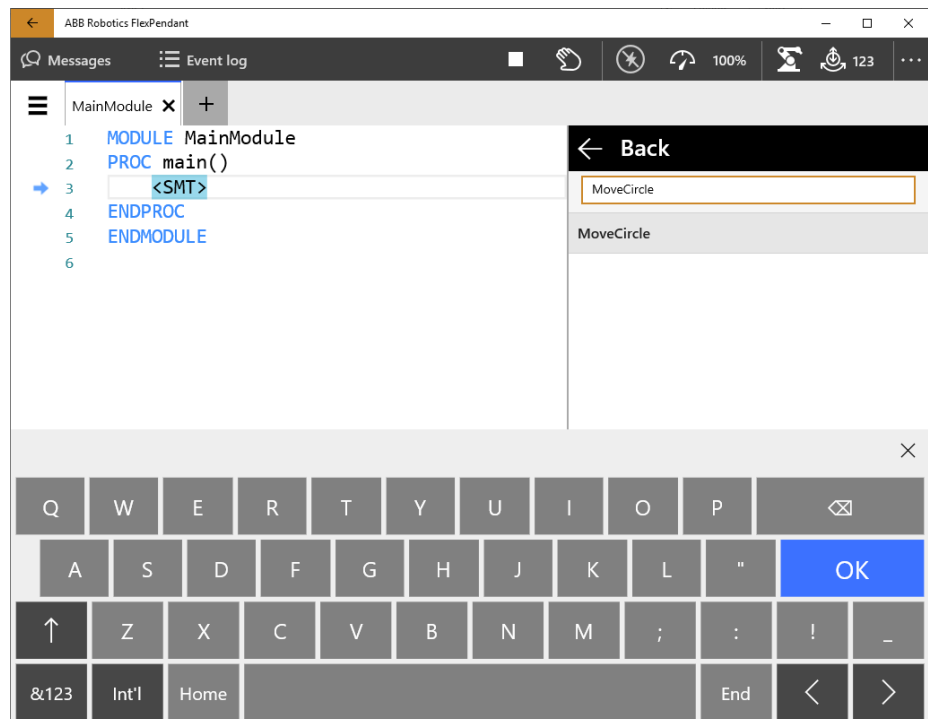 ABB Robotics FlexPendant
Messages Event log 100% 123 ...
MainModule
1 MODULE MainModule Back
2 PROC main()
3 <SMT> MoveCircle
4 ENDPROC
5 ENDMODULE MoveCircle
6
Q W E R T Y U I O P
A S D F G H J K L " OK
Z X C V B N M ; : ! _
&123 Int'l Home End